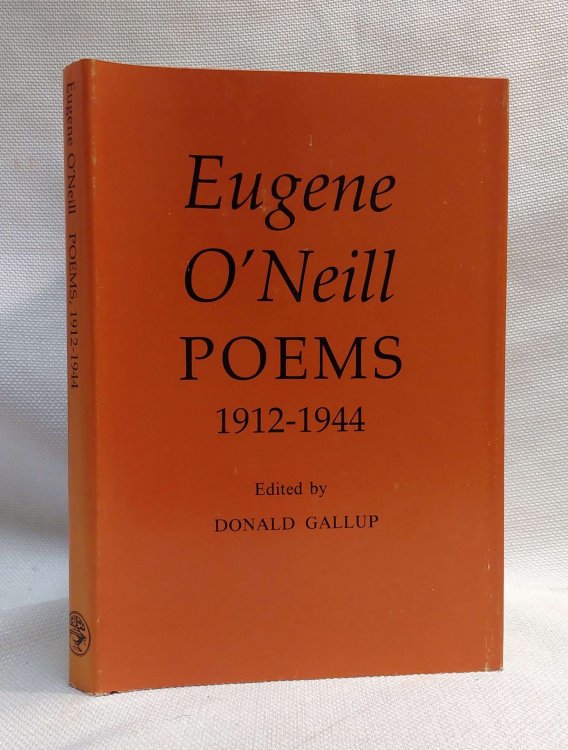 Eugene
O'Neill
POEMS
1912-1944
Edited by
DONALD GALLUP
Eugene O'Neill POEMS, 1912-1944